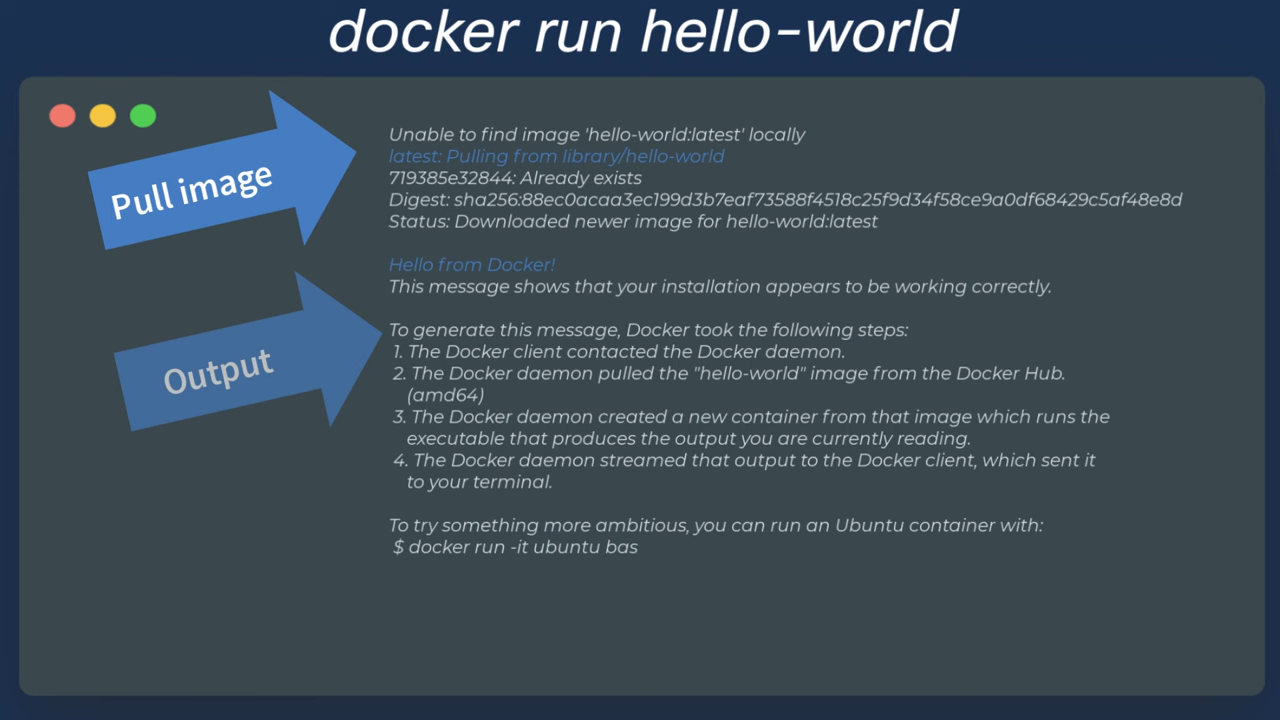 docker run hello-world
Pull image
Unable to find image 'hello-world:latest' locally
latest: Pulling from library/hello-world
719385e32844: Already exists
Digest: sha256:88ec0acaa3ec199d3b7eaf73588f4518c25f9d34f58ce9a0df68429c5af48e8d
Status: Downloaded newer image for hello-world:latest
Hello from Docker!
This message shows that your installation appears to be working correctly.
Output
To generate this message, Docker took the following steps:
1. The Docker client contacted the Docker daemon.
2. The Docker daemon pulled the "hello-world" image from the Docker Hub.
(amd64)
3. The Docker daemon created a new container from that image which runs the
executable that produces the output you are currently reading.
4. The Docker daemon streamed that output to the Docker client, which sent it
to your terminal.
To try something more ambitious, you can run an Ubuntu container with:
$ docker run -it ubuntu bas